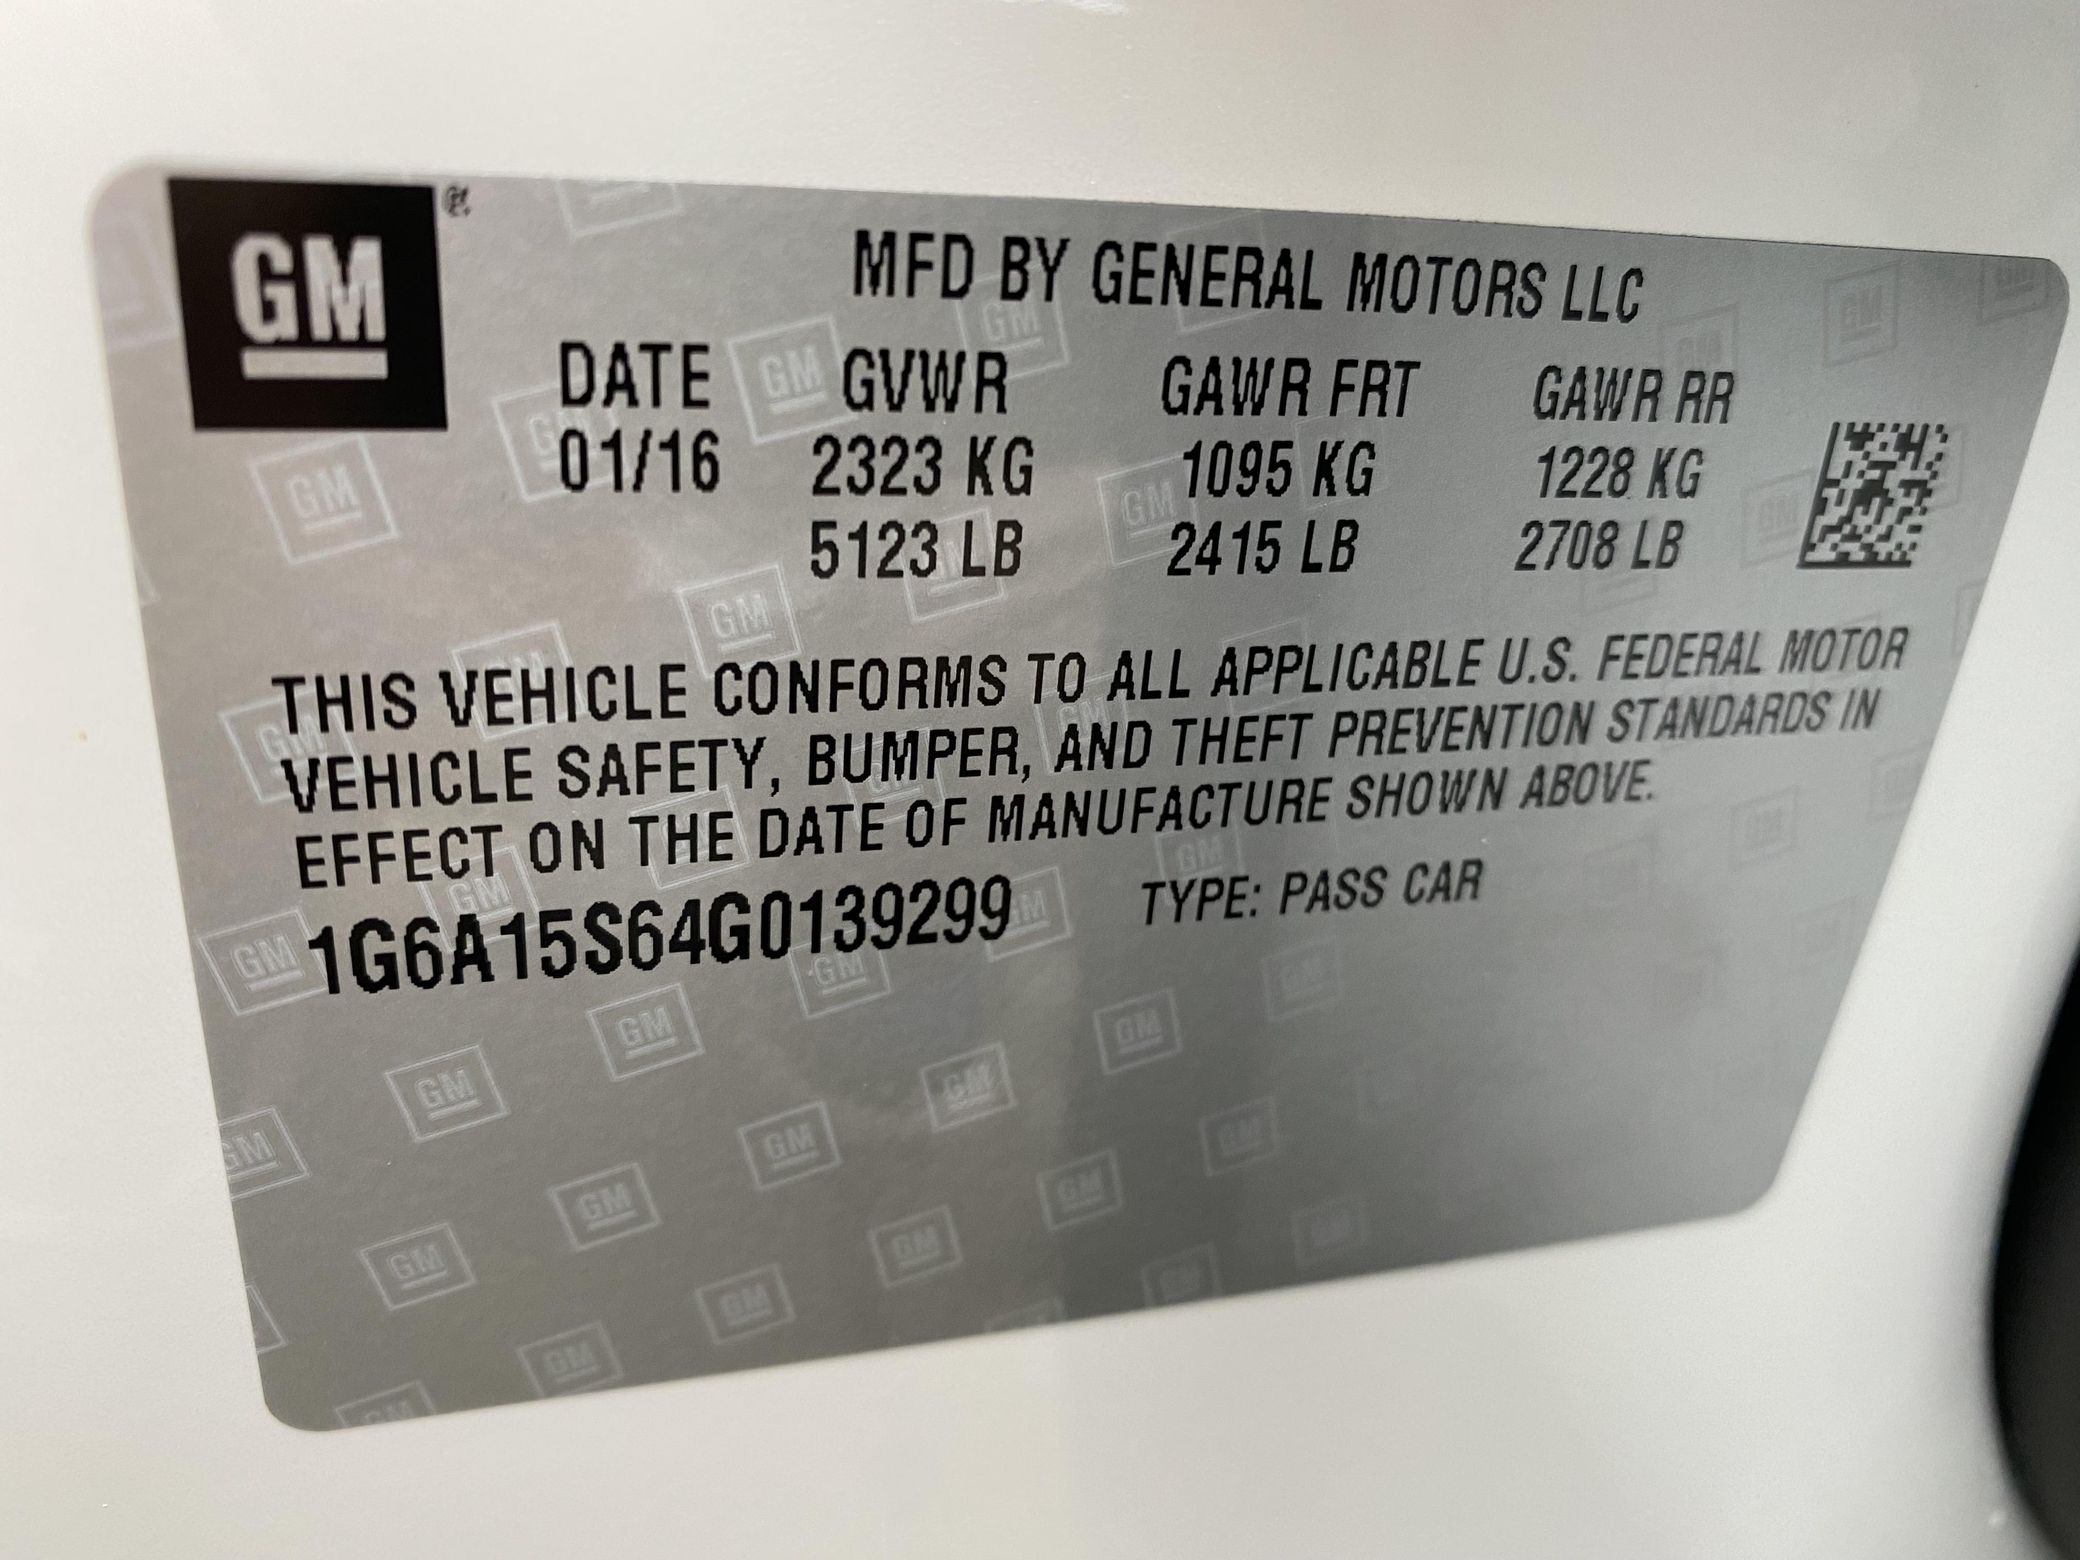 GM
MFD BY GENERAL MOTORS LLC
DATE GVWR GAWR FRT GAWR RR
01/16 2323 KG 1095 KG 1228 KG
5123 LB 2415 LB 2708 LB
THIS VEHICLE CONFORMS TO ALL APPLICABLE U.S. FEDERAL MOTOR
VEHICLE SAFETY, BUMPER, AND THEFT PREVENTION STANDARDS IN
EFFECT ON THE DATE OF MANUFACTURE SHOWN ABOVE.
1G6A15S64G0139299 TYPE: PASS CAR